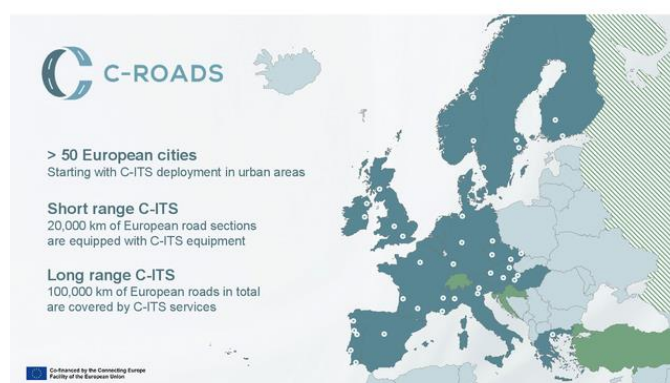 C-ROADS
> 50 European cities
Starting with C-ITS deployment in urban areas
Short range C-ITS
20,000 km of European road sections
are equipped with C-ITS equipment
Long range C-ITS
100,000 km of European roads in total
are covered by C-ITS services
Co-financed by the Connecting Europe
Facility of the European Union